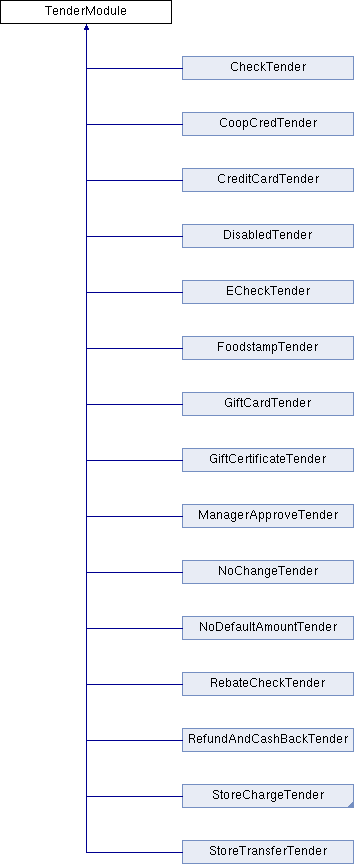 TenderModule
CheckTender
CoopCredTender
CreditCardTender
DisabledTender
ECheckTender
FoodstampTender
GiftCardTender
GiftCertificateTender
ManagerApproveTender
NoChangeTender
NoDefaultAmountTender
RebateCheckTender
RefundAndCashBackTender
StoreChargeTender
StoreTransferTender